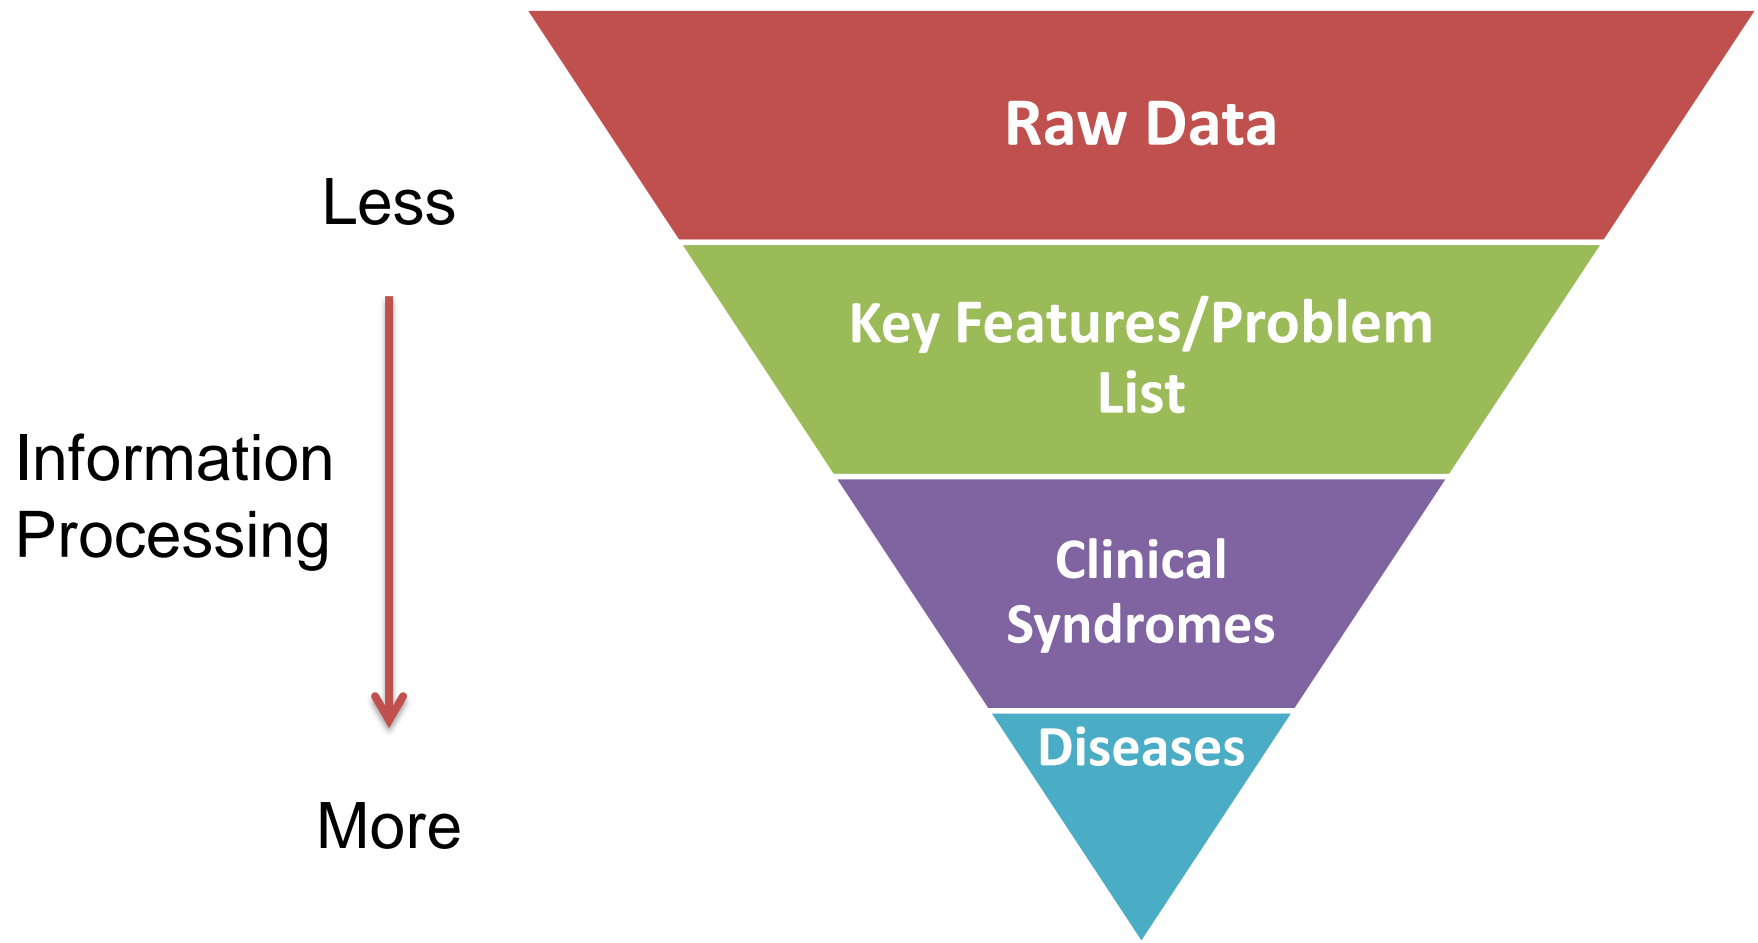 Raw Data
Less
Key Features/Problem
List
Information
Processing
Clinical
Syndromes
Diseases
More